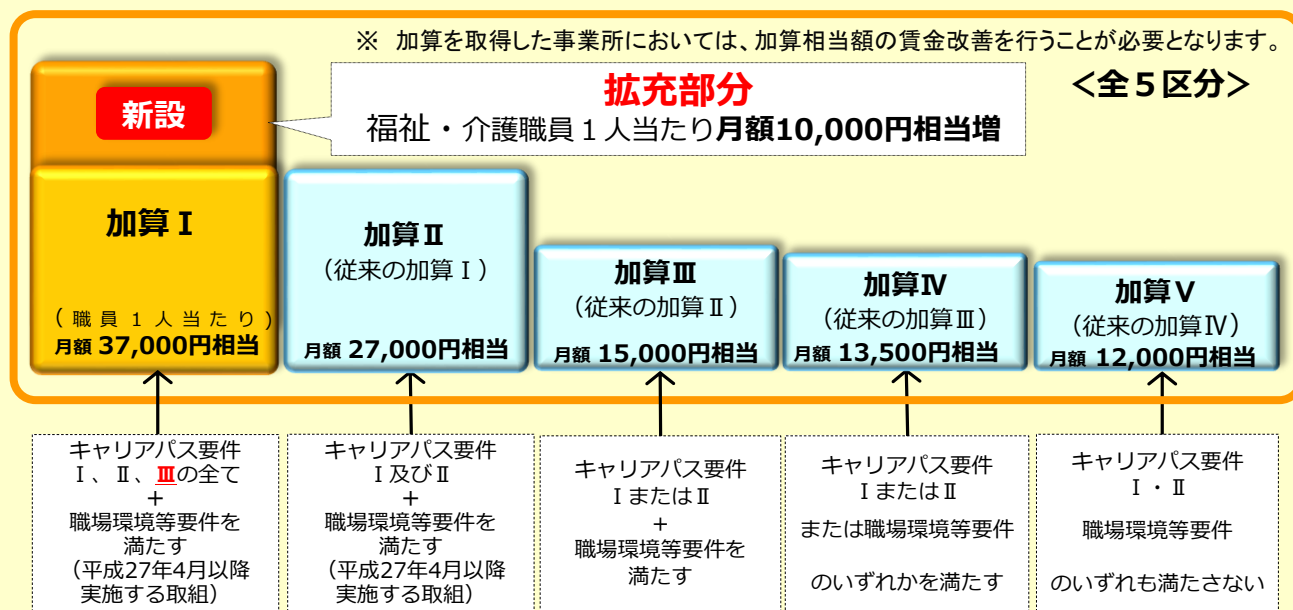 ※ 加算を取得した事業所においては、加算相当額の賃金改善を行うことが必要となります。
<全5区分>
新設
拡充部分
福祉・介護職員1人当たり月額10,000円相当増
加算Ⅰ
(職員1人当たり)
月額 37,000円相当
加算Ⅱ
(従来の加算Ⅰ)
月額 27,000円相当
加算Ⅲ
(従来の加算Ⅱ)
月額 15,000円相当
加算Ⅳ
(従来の加算Ⅲ)
月額 13,500円相当
加算Ⅴ
(従来の加算Ⅳ)
月額 12,000円相当
キャリアパス要件
Ⅰ、Ⅱ、Ⅲの全て
+
職場環境等要件を
満たす
(平成27年4月以降
実施する取組)
キャリアパス要件
Ⅰ及びⅡ
+
職場環境等要件を
満たす
(平成27年4月以降
実施する取組)
キャリアパス要件
ⅠまたはⅡ
+
職場環境等要件を
満たす
キャリアパス要件
ⅠまたはⅡ
または職場環境等要件
のいずれかを満たす
キャリアパス要件
Ⅰ・Ⅱ
職場環境等要件
のいずれも満たさない